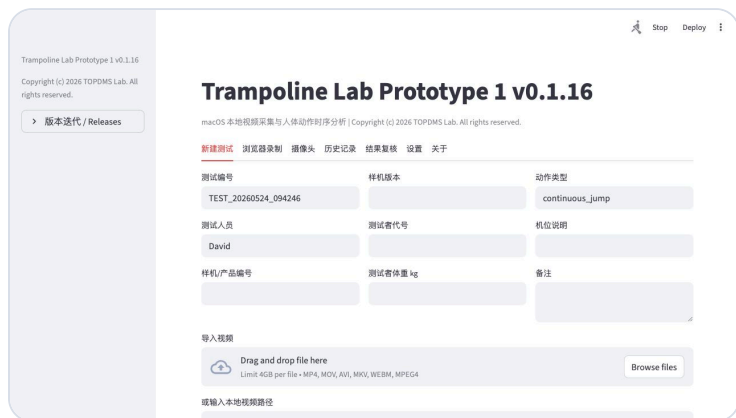 Stop Deploy
Trampoline Lab Prototype 1 v0.1.16
Copyright (c) 2026 TOPDMS Lab. All
rights reserved.
版本迭代 / Releases
Trampoline Lab Prototype 1 v0.1.16
macOS 本地视频采集与人体动作时序分析 | Copyright (c) 2026 TOPDMS Lab. All rights reserved.
新建测试 浏览器录制 摄像头 历史记录 结果复核 设置 关于
测试编号 样机版本 动作类型
TEST_20260524_094246 continuous_jump
测试人员 测试者代号 机位说明
David
样机/产品编号 测试者体重 kg 备注
导入视频
Drag and drop file here
Limit 4GB per file • MP4, MOV, AVI, MKV, WEBM, MPEG4
Browse files
或输入本地视频路径